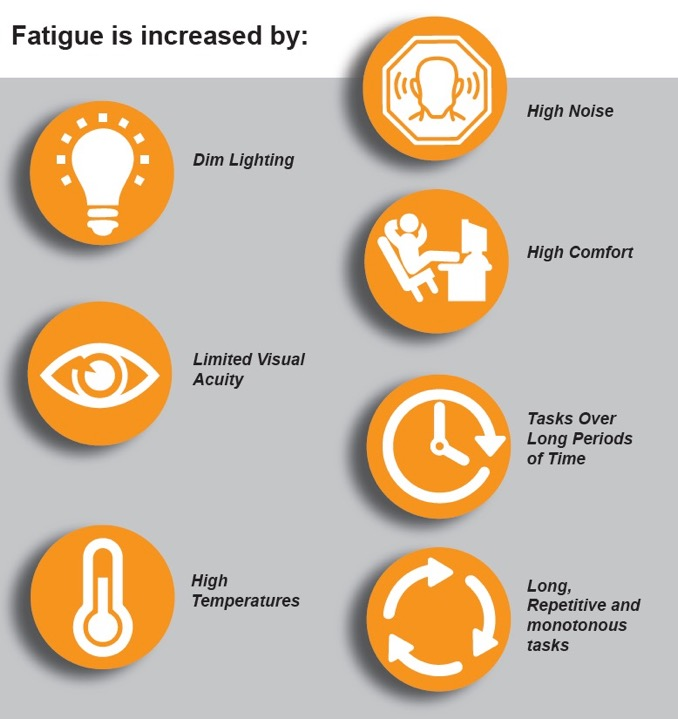 Fatigue is increased by:
Dim Lighting
Limited Visual
Acuity
High
Temperatures
High Noise
High Comfort
Tasks Over
Long Periods
of Time
Long,
Repetitive and
monotonous
tasks